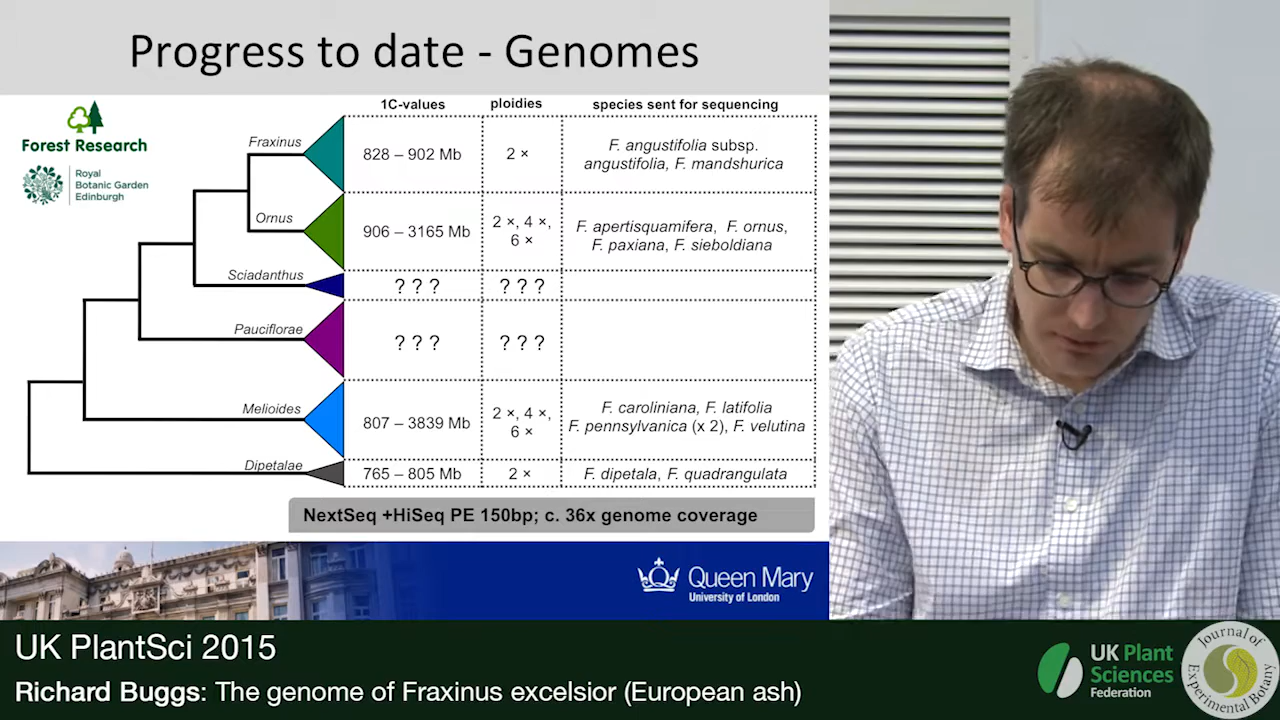 Progress to date - Genomes
1C-values
ploidies
species sent for sequencing
Forest Research
Royal
Botanic Garden
Edinburgh
Fraxinus
828 – 902 Mb
2 ×
F. angustifolia subsp.
angustifolia, F. mandshurica
Ornus
906 – 3165 Mb
2 ×, 4 ×,
6 ×
F. apertisquamifera, F. ornus,
F. paxiana, F. sieboldiana
Sciadanthus
? ? ?
? ? ?
Pauciflorae
? ? ?
? ? ?
Melioides
807 – 3839 Mb
2 ×, 4 ×,
6 ×
F. caroliniana, F. latifolia
F. pennsylvanica (x 2), F. velutina
Dipetalae
765 – 805 Mb
2 ×
F. dipetala, F. quadrangulata
NextSeq +HiSeq PE 150bp; c. 36x genome coverage
Queen Mary
University of London
UK PlantSci 2015
Richard Buggs: The genome of Fraxinus excelsior (European ash)
UK Plant
Sciences
Federation
Journal of
Experimental Botany